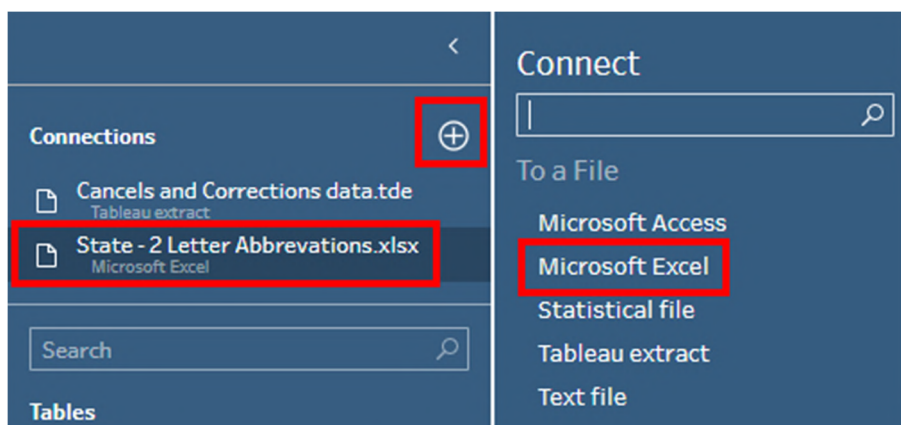 Connections
Cancels and Corrections data.tde
Tableau extract
State - 2 Letter Abbrevations.xlsx
Microsoft Excel
Search
Tables
Connect
To a File
Microsoft Access
Microsoft Excel
Statistical file
Tableau extract
Text file